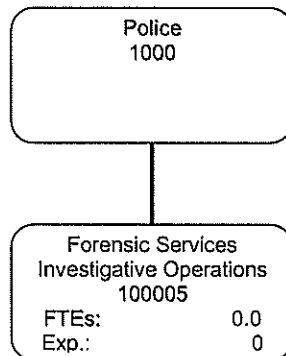 Police
1000
Forensic Services
Investigative Operations
100005
FTEs: 0.0
Exp.: 0